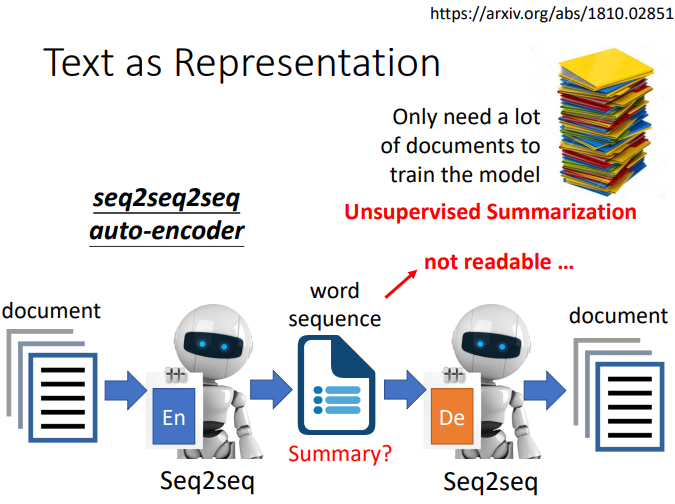 https://arxiv.org/abs/1810.02851
Text as Representation
Only need a lot
of documents to
train the model
Unsupervised Summarization
seq2seq2seq
auto-encoder
not readable …
document
word
sequence
document
En
De
Summary?
Seq2seq
Seq2seq